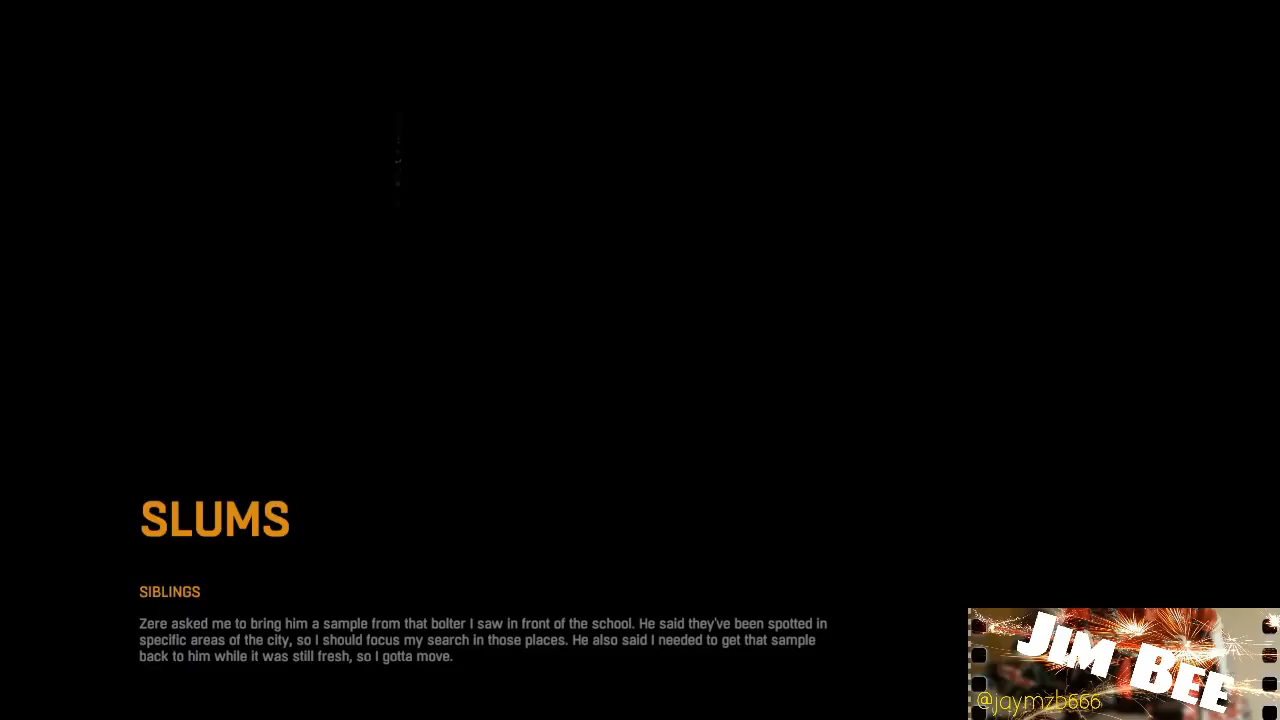 SLUMS
SIBLINGS
Zere asked me to bring him a sample from that bolter I saw in front of the school. He said they've been spotted in
specific areas of the city, so I should focus my search in those places. He also said I needed to get that sample
back to him while it was still fresh, so I gotta move.
JIM BEE
@jaymzb666